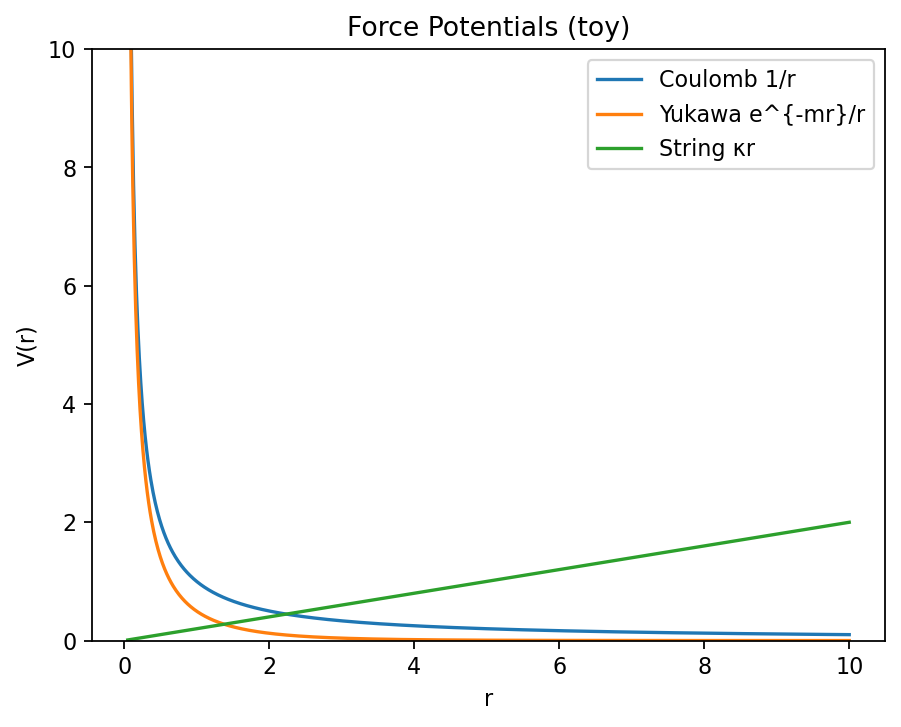 Force Potentials (toy)
Coulomb 1/r
Yukawa e^{-mr}/r
String κr
V(r)
10
8
6
4
2
0
0 2 4 6 8 10
r